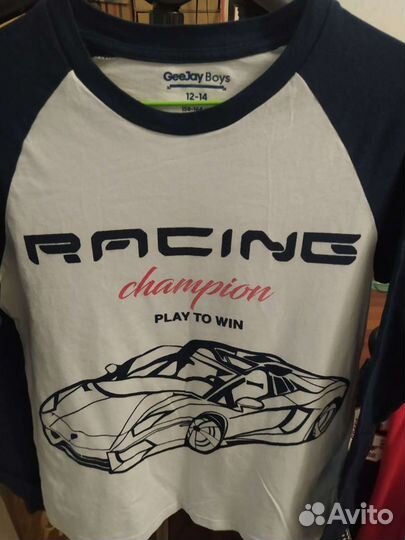 GeeJay Boys
12-14
RACING
champion
PLAY TO WIN
Avito